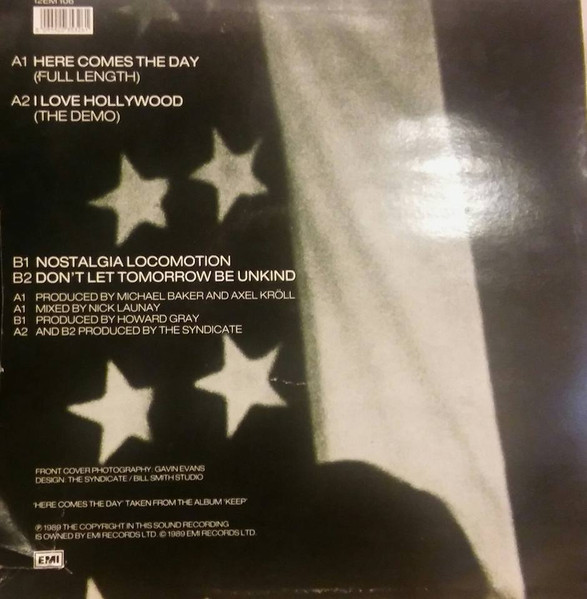 12EM 106
A1 HERE COMES THE DAY
(FULL LENGTH)
A2 I LOVE HOLLYWOOD
(THE DEMO)
B1 NOSTALGIA LOCOMOTION
B2 DON'T LET TOMORROW BE UNKIND
A1 PRODUCED BY MICHAEL BAKER AND AXEL KRÖLL
A1 MIXED BY NICK LAUNAY
B1 PRODUCED BY HOWARD GRAY
A2 AND B2 PRODUCED BY THE SYNDICATE
FRONT COVER PHOTOGRAPHY: GAVIN EVANS
DESIGN: THE SYNDICATE / BILL SMITH STUDIO
'HERE COMES THE DAY' TAKEN FROM THE ALBUM 'KEEP'
℗ 1989 THE COPYRIGHT IN THIS SOUND RECORDING
IS OWNED BY EMI RECORDS LTD. © 1989 EMI RECORDS LTD.
EMI